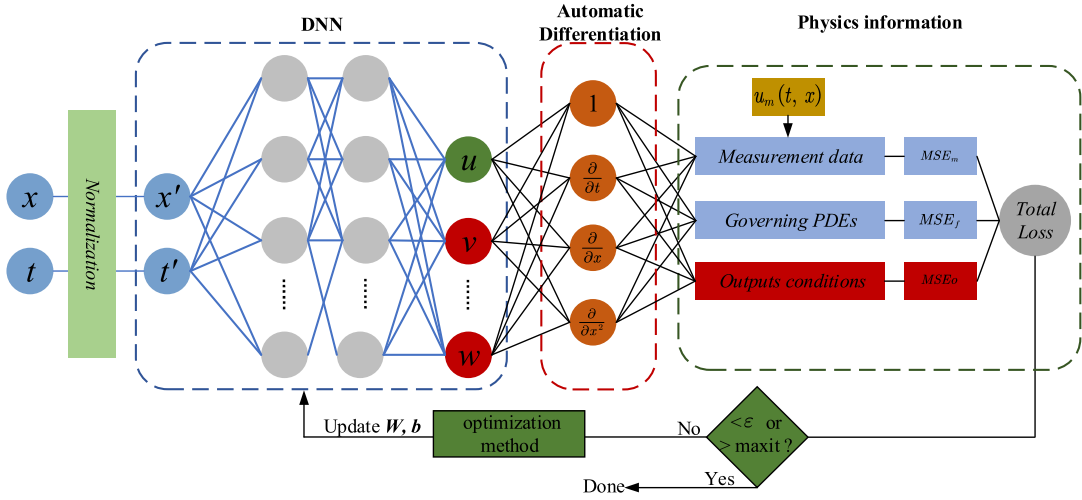 DNN
Automatic
Differentiation
Physics information
x
t
Normalization
x′
t′
......
......
u
v
......
w
1
∂/∂t
∂/∂x
∂/∂x²
u_m(t, x)
Measurement data
MSE_m
Governing PDEs
MSE_f
Outputs conditions
MSEo
Total
Loss
Update W, b
optimization
method
No
<ε or
> maxit ?
Yes
Done